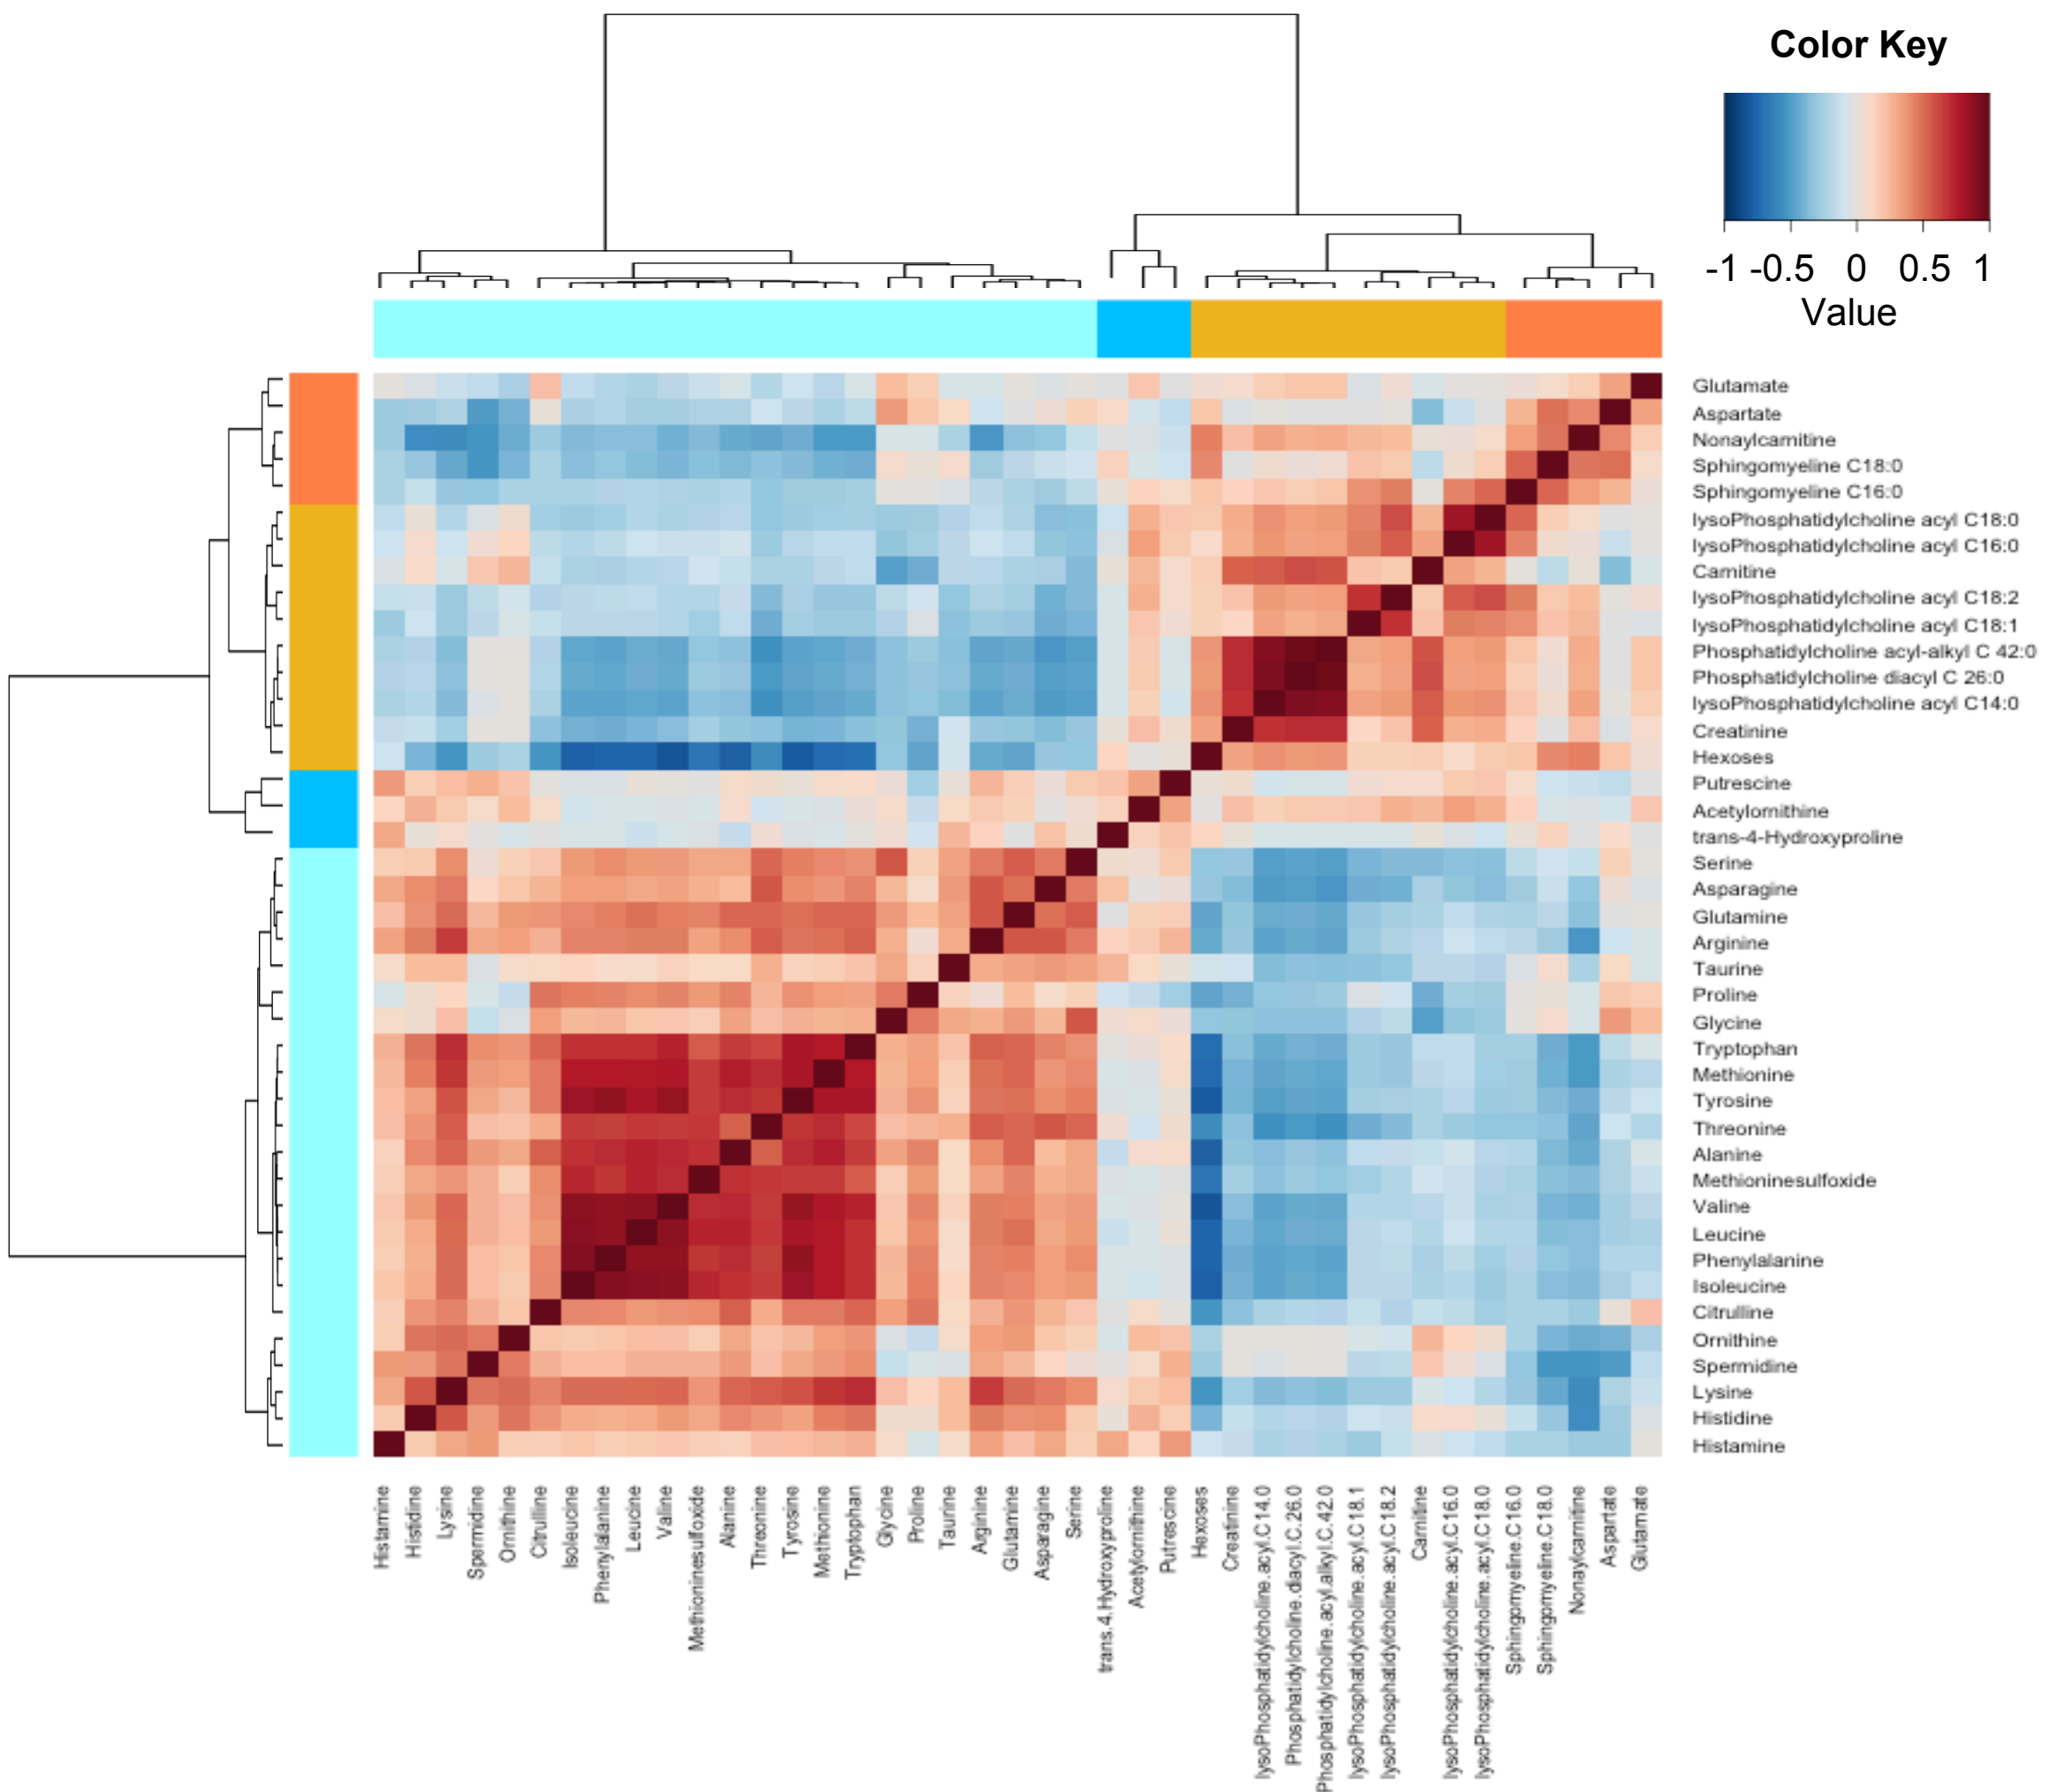 Color Key
-1 -0.5 0 0.5 1
Value
Glutamate
Aspartate
Nonaylcarnitine
Sphingomyeline C18:0
Sphingomyeline C16:0
lysoPhosphatidylcholine acyl C18:0
lysoPhosphatidylcholine acyl C16:0
Carnitine
lysoPhosphatidylcholine acyl C18:2
lysoPhosphatidylcholine acyl C18:1
Phosphatidylcholine acyl-alkyl C 42:0
Phosphatidylcholine diacyl C 26:0
lysoPhosphatidylcholine acyl C14:0
Creatinine
Hexoses
Putrescine
Acetylornithine
trans-4-Hydroxyproline
Serine
Asparagine
Glutamine
Arginine
Taurine
Proline
Glycine
Tryptophan
Methionine
Tyrosine
Threonine
Alanine
Methioninesulfoxide
Valine
Leucine
Phenylalanine
Isoleucine
Citrulline
Ornithine
Spermidine
Lysine
Histidine
Histamine
Histamine
Histidine
Lysine
Spermidine
Ornithine
Citrulline
Isoleucine
Phenylalanine
Leucine
Valine
Methioninesulfoxide
Alanine
Threonine
Tyrosine
Methionine
Tryptophan
Glycine
Proline
Taurine
Arginine
Glutamine
Asparagine
Serine
trans.4.Hydroxyproline
Acetylornithine
Putrescine
Hexoses
Creatinine
lysoPhosphatidylcholine.acyl.C14.0
Phosphatidylcholine.diacyl.C.26.0
Phosphatidylcholine.acyl.alkyl.C.42.0
lysoPhosphatidylcholine.acyl.C18.1
lysoPhosphatidylcholine.acyl.C18.2
Carnitine
lysoPhosphatidylcholine.acyl.C16.0
lysoPhosphatidylcholine.acyl.C18.0
Sphingomyeline.C16.0
Sphingomyeline.C18.0
Nonaylcarnitine
Aspartate
Glutamate